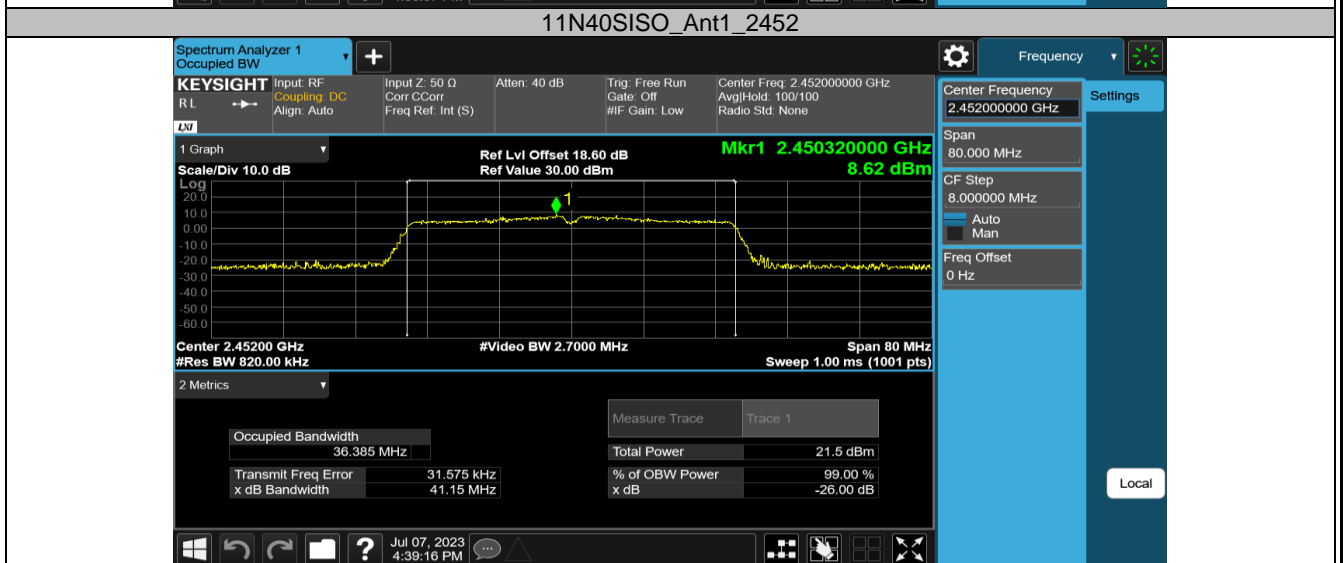 11N40SISO_Ant1_2452
Spectrum Analyzer 1
Occupied BW
Frequency
KEYSIGHT Input: RF Input Z: 50 Ω Atten: 40 dB Trig: Free Run Center Freq: 2.452000000 GHz
R L Coupling: DC Corr CCorr Gate: Off Avg|Hold: 100/100
Align: Auto Freq Ref: Int (S) #IF Gain: Low Radio Std: None
LXI
Center Frequency
2.452000000 GHz
Settings
Span
80.000 MHz
CF Step
8.000000 MHz
Auto
Man
Freq Offset
0 Hz
1 Graph
Ref Lvl Offset 18.60 dB
Mkr1 2.450320000 GHz
Scale/Div 10.0 dB
Ref Value 30.00 dBm
8.62 dBm
Log
20.0
1
10.0
0.00
-10.0
-20.0
-30.0
-40.0
-50.0
-60.0
Center 2.45200 GHz #Video BW 2.7000 MHz Span 80 MHz
#Res BW 820.00 kHz Sweep 1.00 ms (1001 pts)
2 Metrics
Measure Trace Trace 1
Occupied Bandwidth
36.385 MHz
Total Power 21.5 dBm
Transmit Freq Error 31.575 kHz % of OBW Power 99.00 %
x dB Bandwidth 41.15 MHz x dB -26.00 dB
Local
?
Jul 07, 2023
4:39:16 PM